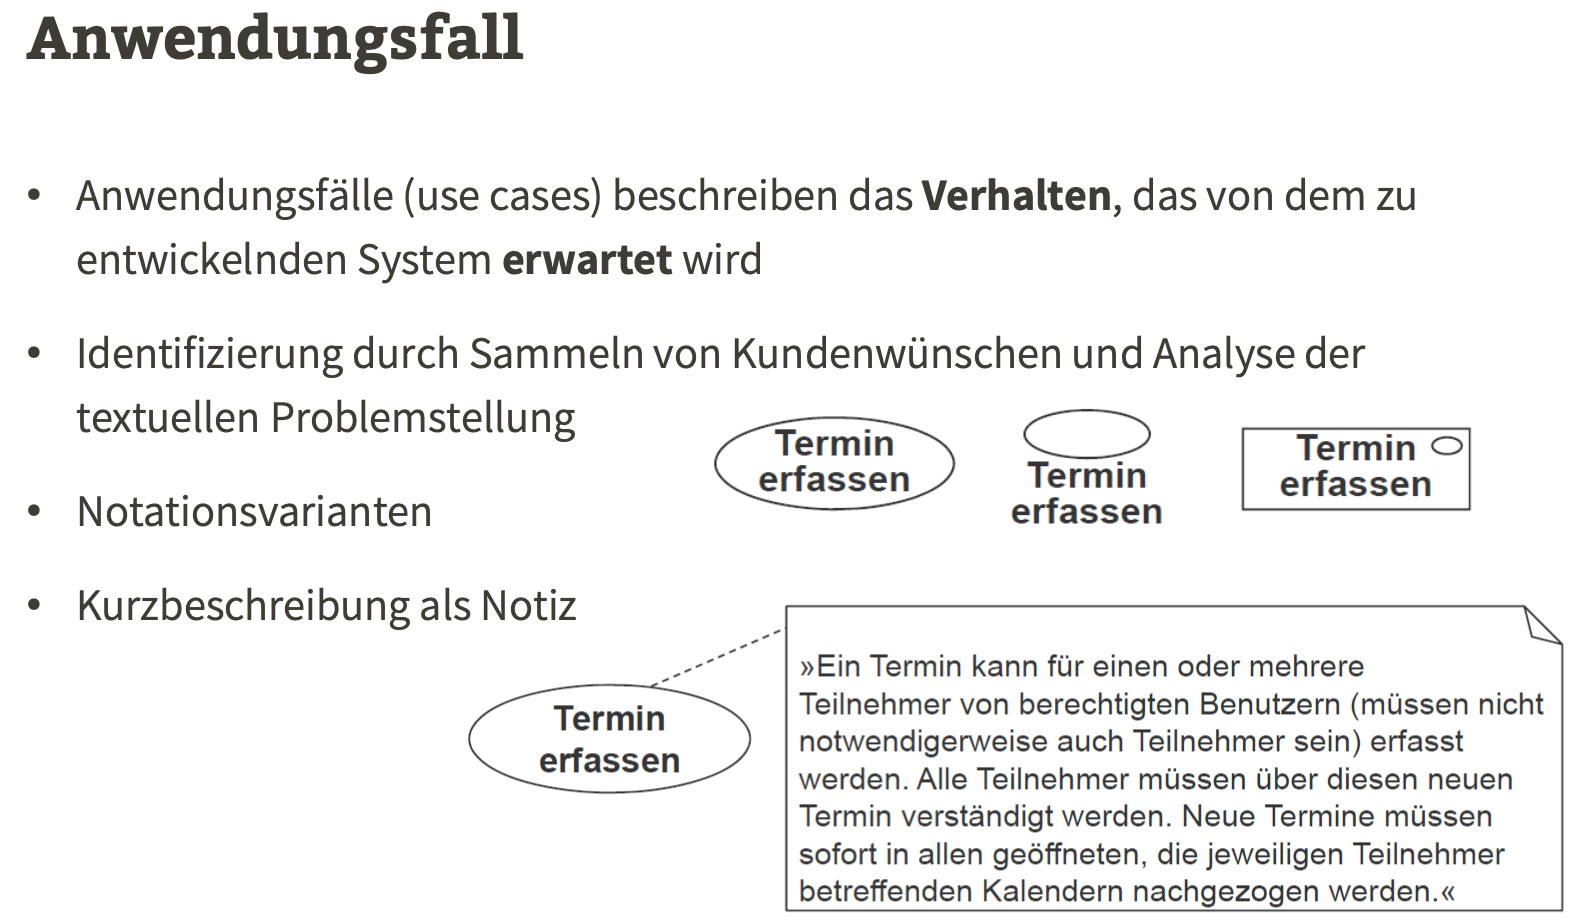 Anwendungsfall
• Anwendungsfälle (use cases) beschreiben das Verhalten, das von dem zu
entwickelnden System erwartet wird
• Identifizierung durch Sammeln von Kundenwünschen und Analyse der
textuellen Problemstellung
Termin
erfassen
Termin
erfassen
Termin
erfassen
• Notationsvarianten
• Kurzbeschreibung als Notiz
Termin
erfassen
»Ein Termin kann für einen oder mehrere
Teilnehmer von berechtigten Benutzern (müssen nicht
notwendigerweise auch Teilnehmer sein) erfasst
werden. Alle Teilnehmer müssen über diesen neuen
Termin verständigt werden. Neue Termine müssen
sofort in allen geöffneten, die jeweiligen Teilnehmer
betreffenden Kalendern nachgezogen werden.«